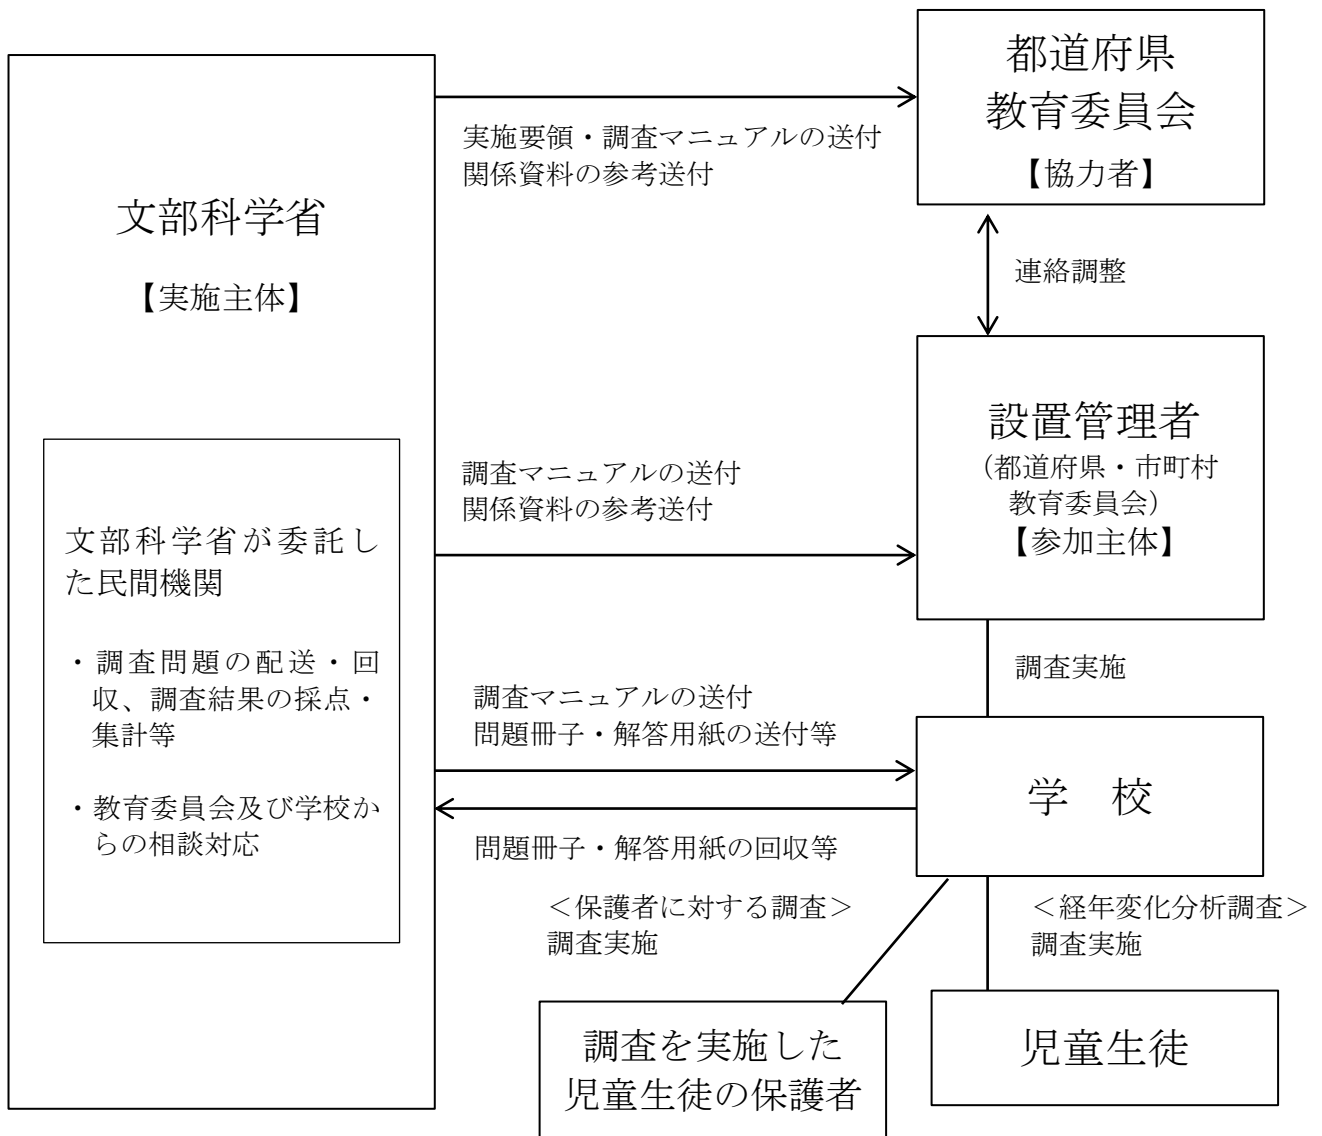 文部科学省
【実施主体】
文部科学省が委託し
た民間機関
・調査問題の配送・回
収、調査結果の採点・
集計等
・教育委員会及び学校か
らの相談対応
実施要領・調査マニュアルの送付
関係資料の参考送付
都道府県
教育委員会
【協力者】
連絡調整
調査マニュアルの送付
関係資料の参考送付
設置管理者
（都道府県・市町村
教育委員会）
【参加主体】
調査実施
調査マニュアルの送付
問題冊子・解答用紙の送付等
学　校
問題冊子・解答用紙の回収等
＜保護者に対する調査＞
調査実施
＜経年変化分析調査＞
調査実施
調査を実施した
児童生徒の保護者
児童生徒